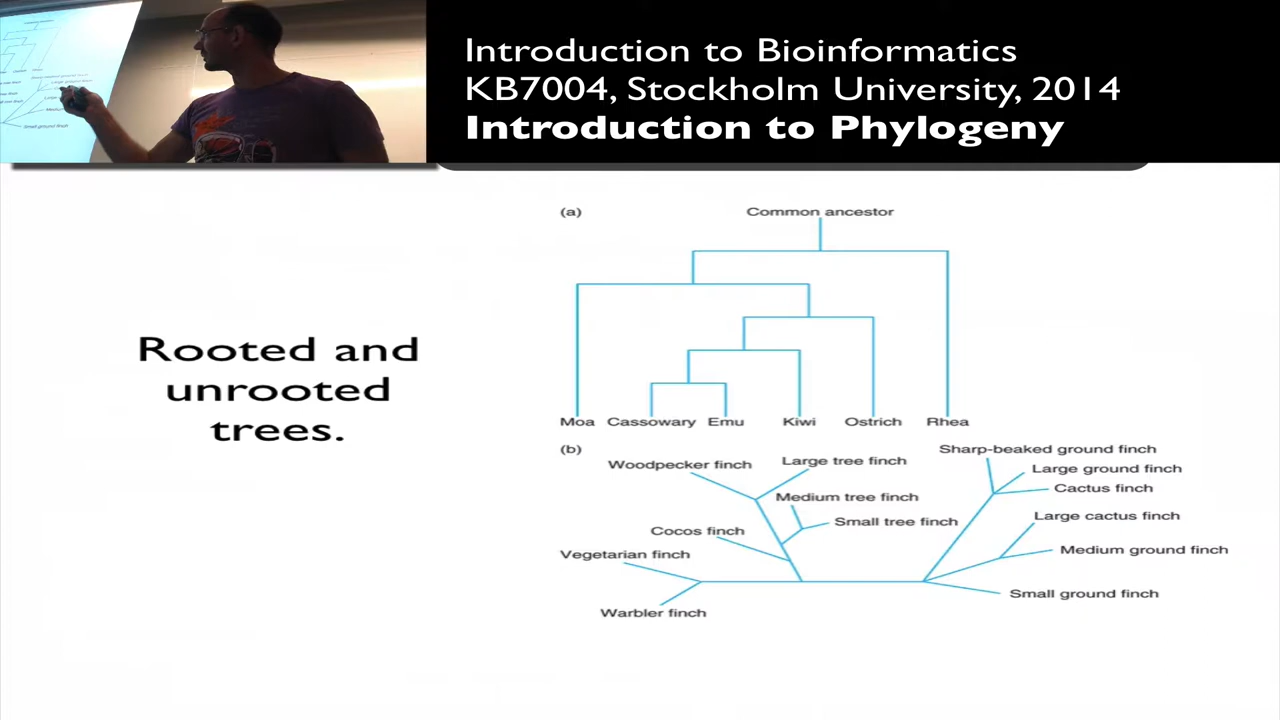 Introduction to Bioinformatics
KB7004, Stockholm University, 2014
Introduction to Phylogeny
Rooted and
unrooted
trees.
(a)
Common ancestor
Moa Cassowary Emu Kiwi Ostrich Rhea
(b)
Sharp-beaked ground finch
Woodpecker finch
Large tree finch
Large ground finch
Cactus finch
Medium tree finch
Small tree finch
Large cactus finch
Cocos finch
Vegetarian finch
Medium ground finch
Small ground finch
Warbler finch
Small ground finch